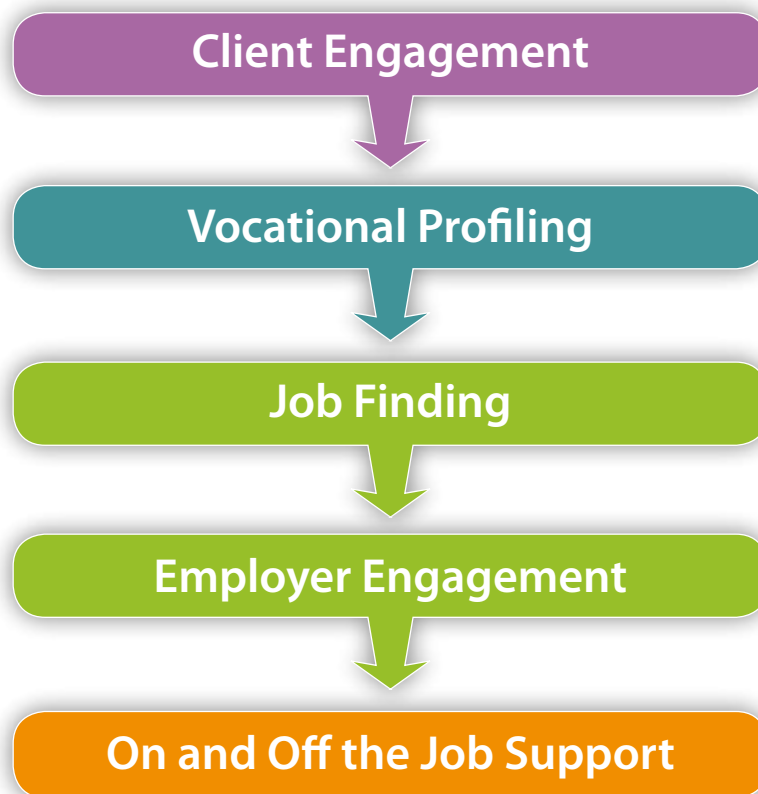 Client Engagement
Vocational Profiling
Job Finding
Employer Engagement
On and Off the Job Support